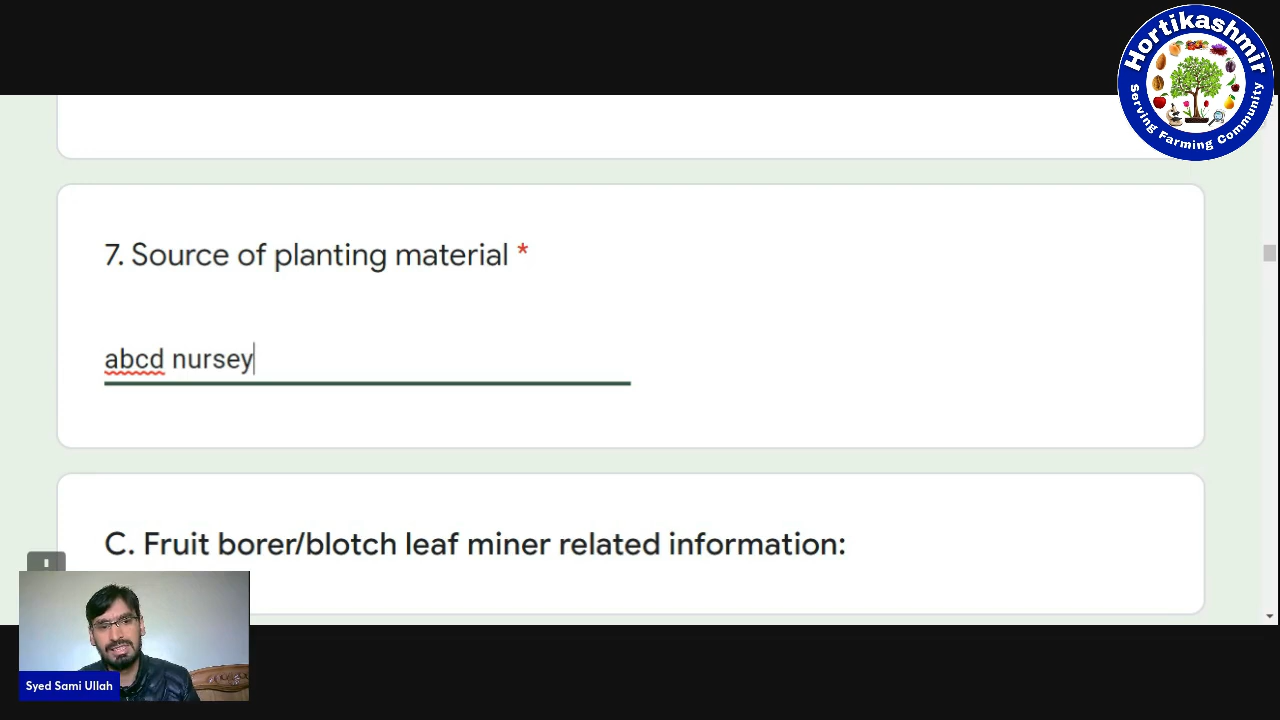 Hortikashmir
Serving Farming Community
7. Source of planting material *
abcd nursey
C. Fruit borer/blotch leaf miner related information:
Syed Sami Ullah